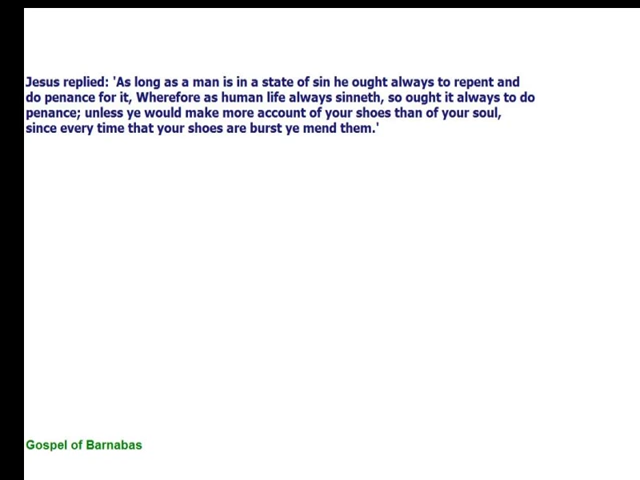 Jesus replied: 'As long as a man is in a state of sin he ought always to repent and
do penance for it, Wherefore as human life always sinneth, so ought it always to do
penance; unless ye would make more account of your shoes than of your soul,
since every time that your shoes are burst ye mend them.'
Gospel of Barnabas